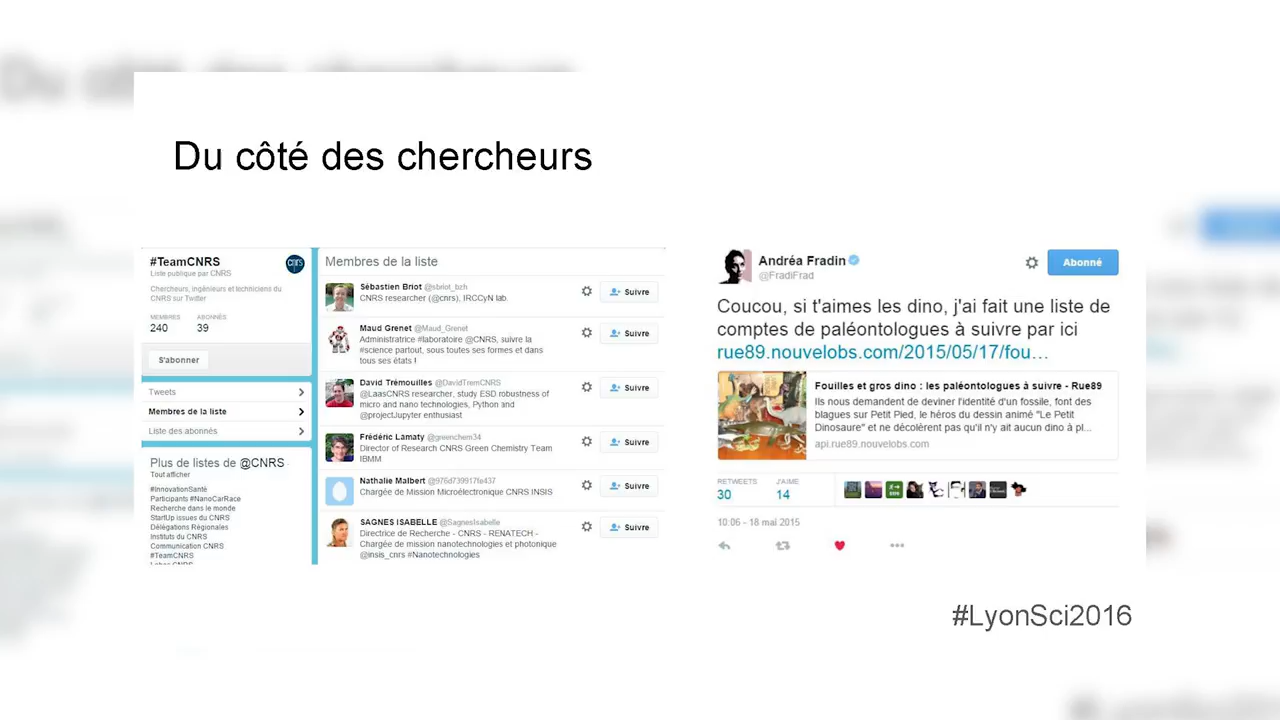 Du côté des chercheurs
#TeamCNRS
Liste publique par CNRS
Chercheurs, ingénieurs et techniciens du
CNRS sur Twitter
MEMBRES ABONNÉS
240 39
S'abonner
Tweets
Membres de la liste
Liste des abonnés
Plus de listes de @CNRS
Tout afficher
#InnovationSanté
Participants #NanoCarRace
Recherche dans le monde
StartUp issues du CNRS
Délégations Régionales
Instituts du CNRS
Communication CNRS
#TeamCNRS
Labos CNRS
Membres de la liste
Sébastien Briot @sbriot_bzh
CNRS researcher (@cnrs), IRCCyN lab.
Suivre
Maud Grenet @Maud_Grenet
Administratrice #laboratoire @CNRS, suivre la
#science partout, sous toutes ses formes et dans
tous ses états !
Suivre
David Trémouilles @DavidTremCNRS
@LaasCNRS researcher, study ESD robustness of
micro and nano technologies, Python and
@projectJupyter enthusiast
Suivre
Frédéric Lamaty @greenchem34
Director of Research CNRS Green Chemistry Team
IBMM
Suivre
Nathalie Malbert @976d739917fe437
Chargée de Mission Microélectronique CNRS INSIS
Suivre
SAGNES ISABELLE @SagnesIsabelle
Directrice de Recherche - CNRS - RENATECH -
Chargée de mission nanotechnologies et photonique
@insis_cnrs #Nanotechnologies
Suivre
Andréa Fradin
@FradiFrad
Abonné
Coucou, si t'aimes les dino, j'ai fait une liste de
comptes de paléontologues à suivre par ici
rue89.nouvelobs.com/2015/05/17/fou…
Fouilles et gros dino : les paléontologues à suivre - Rue89
Ils nous demandent de deviner l'identité d'un fossile, font des
blagues sur Petit Pied, le héros du dessin animé "Le Petit
Dinosaure" et ne décolèrent pas qu'il n'y ait aucun dino à pl...
api.rue89.nouvelobs.com
RETWEETS J'AIME
30 14
10:06 - 18 mai 2015
#LyonSci2016